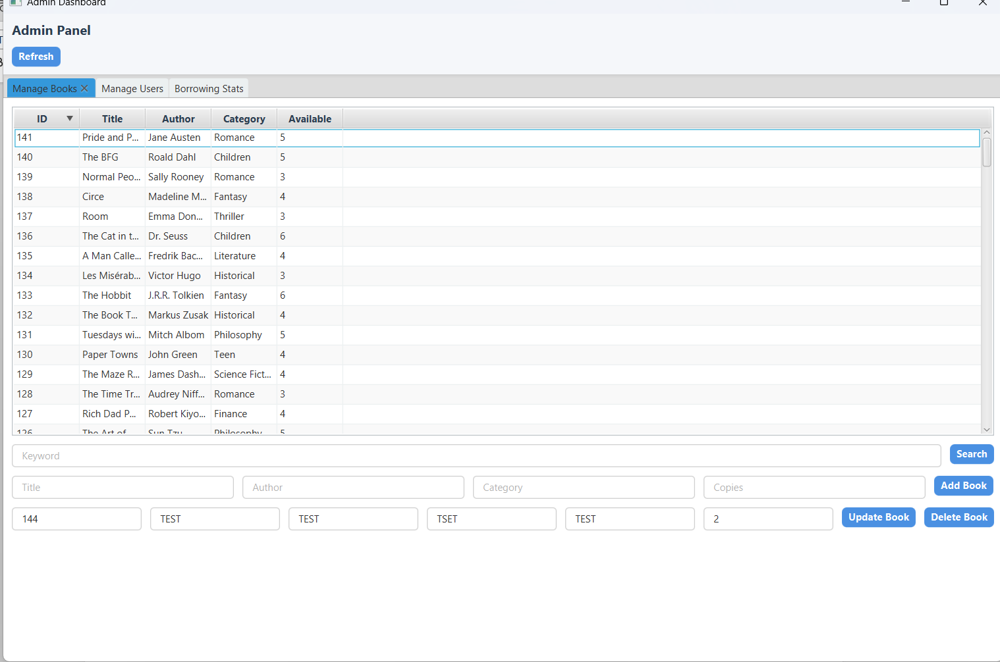 Admin Dashboard
Admin Panel
Refresh
Manage Books Manage Users Borrowing Stats
ID Title Author Category Available
141 Pride and P... Jane Austen Romance 5
140 The BFG Roald Dahl Children 5
139 Normal Peo... Sally Rooney Romance 3
138 Circe Madeline M... Fantasy 4
137 Room Emma Don... Thriller 3
136 The Cat in t... Dr. Seuss Children 6
135 A Man Calle... Fredrik Bac... Literature 4
134 Les Misérab... Victor Hugo Historical 3
133 The Hobbit J.R.R. Tolkien Fantasy 6
132 The Book T... Markus Zusak Historical 4
131 Tuesdays wi... Mitch Albom Philosophy 5
130 Paper Towns John Green Teen 4
129 The Maze R... James Dash... Science Fict... 4
128 The Time Tr... Audrey Niff... Romance 3
127 Rich Dad P... Robert Kiyo... Finance 4
126 The Art of Sun Tzu Philosophy 5
Keyword Search
Title Author Category Copies Add Book
144 TEST TEST TSET TEST 2 Update Book Delete Book